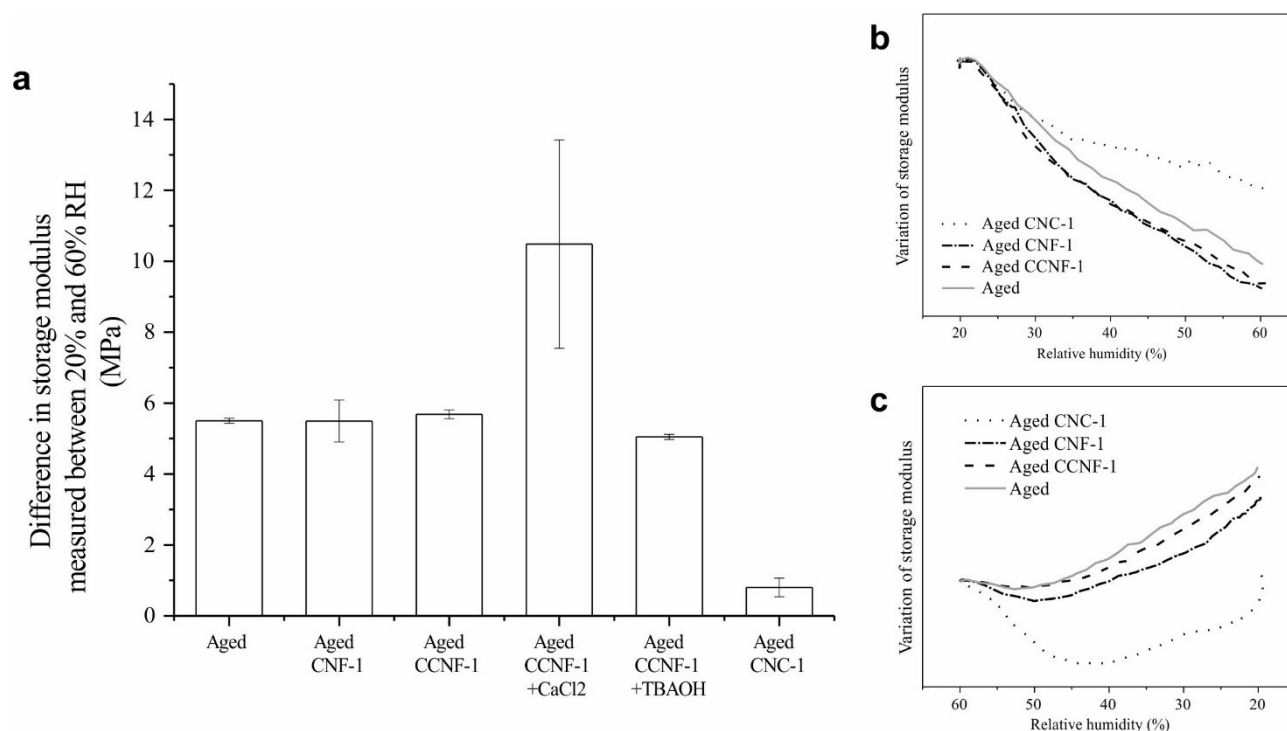 a
Difference in storage modulus
measured between 20% and 60% RH
(MPa)
14
12
10
8
6
4
2
0
Aged
Aged
CNF-1
Aged
CCNF-1
Aged
CCNF-1
+CaCl2
Aged
CCNF-1
+TBAOH
Aged
CNC-1
b
Variation of storage modulus
Aged CNC-1
Aged CNF-1
Aged CCNF-1
Aged
20 30 40 50 60
Relative humidity (%)
c
Variation of storage modulus
Aged CNC-1
Aged CNF-1
Aged CCNF-1
Aged
60 50 40 30 20
Relative humidity (%)